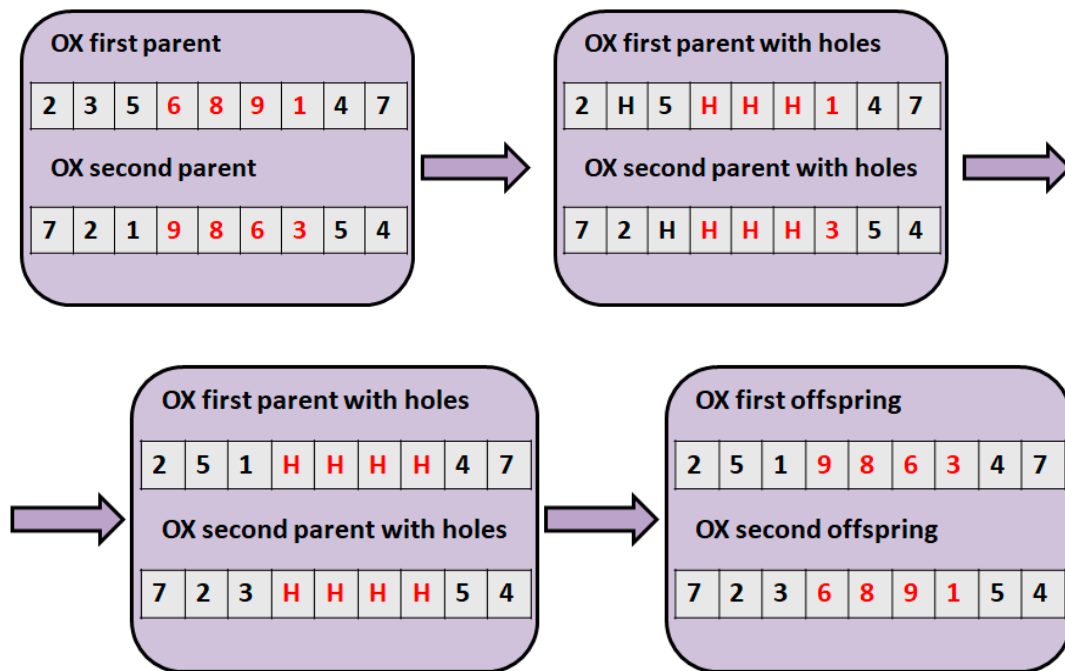 OX first parent
2 3 5 6 8 9 1 4 7
OX second parent
7 2 1 9 8 6 3 5 4
OX first parent with holes
2 H 5 H H H 1 4 7
OX second parent with holes
7 2 H H H H 3 5 4
OX first parent with holes
2 5 1 H H H H 4 7
OX second parent with holes
7 2 3 H H H H 5 4
OX first offspring
2 5 1 9 8 6 3 4 7
OX second offspring
7 2 3 6 8 9 1 5 4